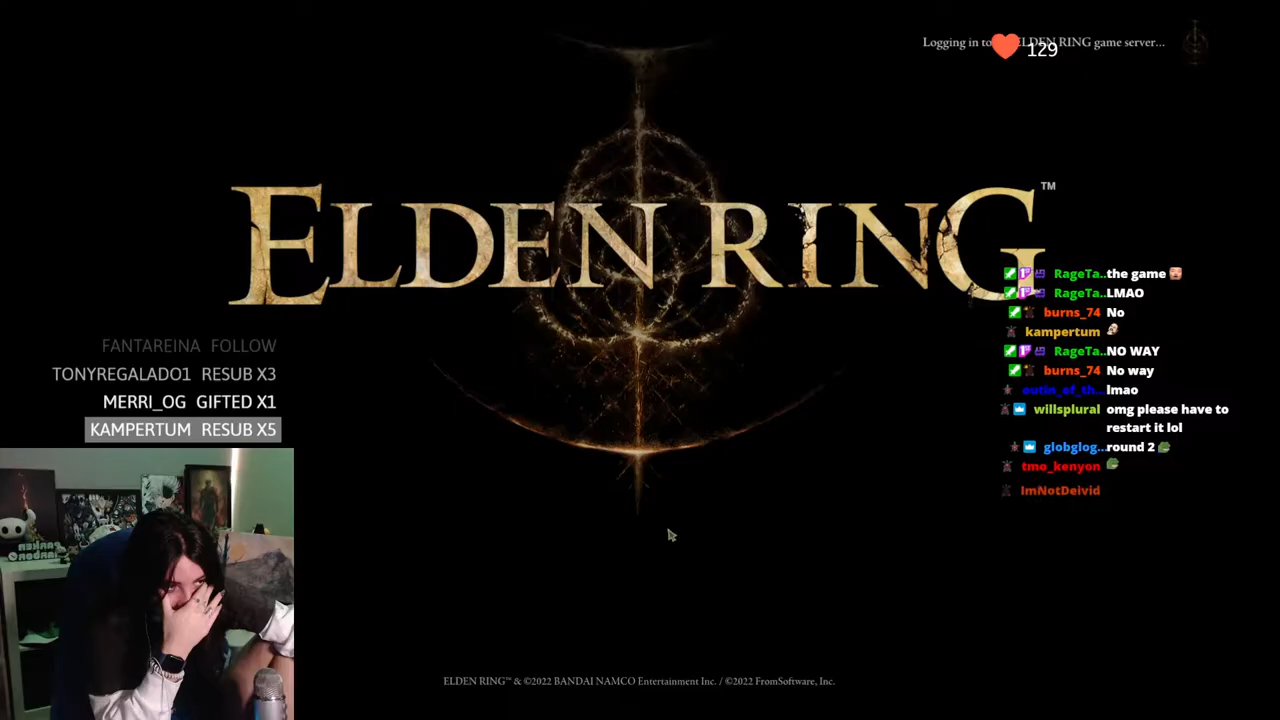 Logging in to ELDEN RING game server...
129
ELDEN RING
TM
RageTa.. the game
RageTa.. LMAO
burns_74 No
kampertum
RageTa.. NO WAY
burns_74 No way
outin_of_th... lmao
willsplural omg please have to
restart it lol
globglog... round 2
tmo_kenyon
ImNotDeivid
FANTAREINA FOLLOW
TONYREGALADO1 RESUB X3
MERRI_OG GIFTED X1
KAMPERTUM RESUB X5
ELDEN RING™ & ©2022 BANDAI NAMCO Entertainment Inc. / ©2022 FromSoftware, Inc.